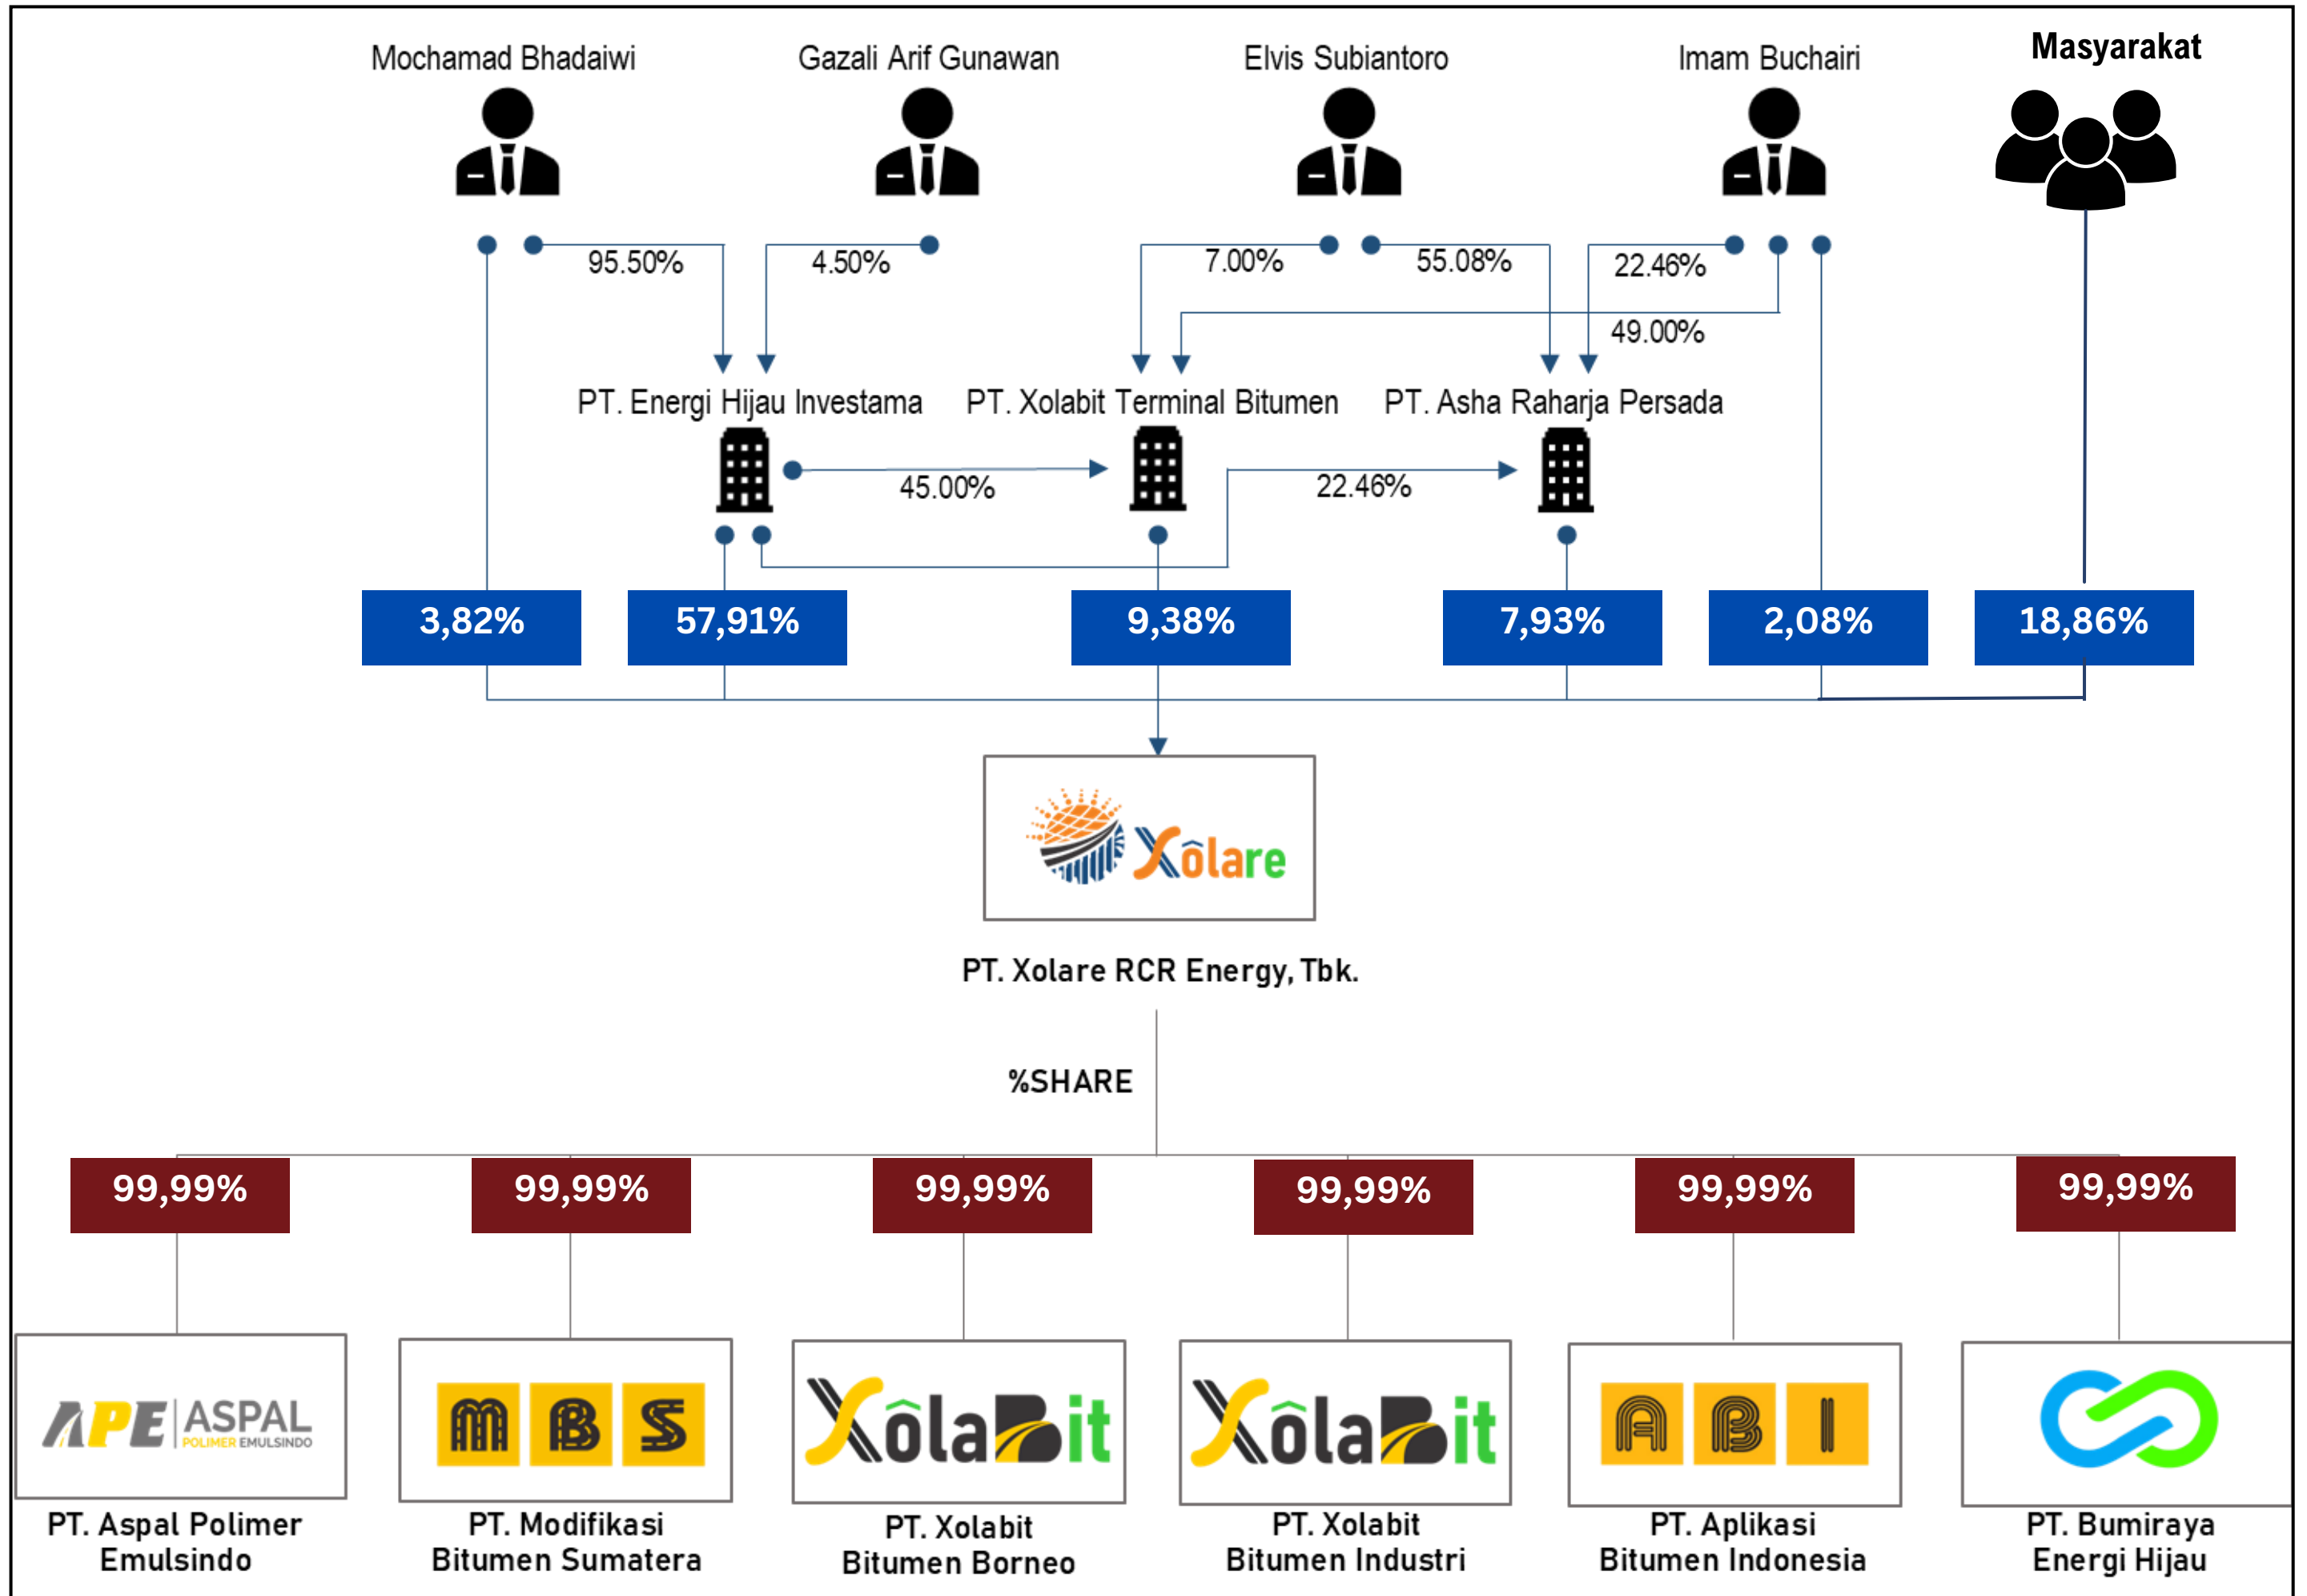 Mochamad Bhadaiwi
Gazali Arif Gunawan
Elvis Subiantoro
Imam Buchairi
Masyarakat
95.50%
4.50%
7.00%
55.08%
22.46%
49.00%
PT. Energi Hijau Investama
PT. Xolabit Terminal Bitumen
PT. Asha Raharja Persada
45.00%
22.46%
3,82%
57,91%
9,38%
7,93%
2,08%
18,86%
Xôlare
PT. Xolare RCR Energy, Tbk.
%SHARE
99,99%
99,99%
99,99%
99,99%
99,99%
99,99%
APE ASPAL
POLIMER EMULSINDO
MBS
XôlaBit
XôlaBit
ABI
PT. Aspal Polimer
Emulsindo
PT. Modifikasi
Bitumen Sumatera
PT. Xolabit
Bitumen Borneo
PT. Xolabit
Bitumen Industri
PT. Aplikasi
Bitumen Indonesia
PT. Bumiraya
Energi Hijau